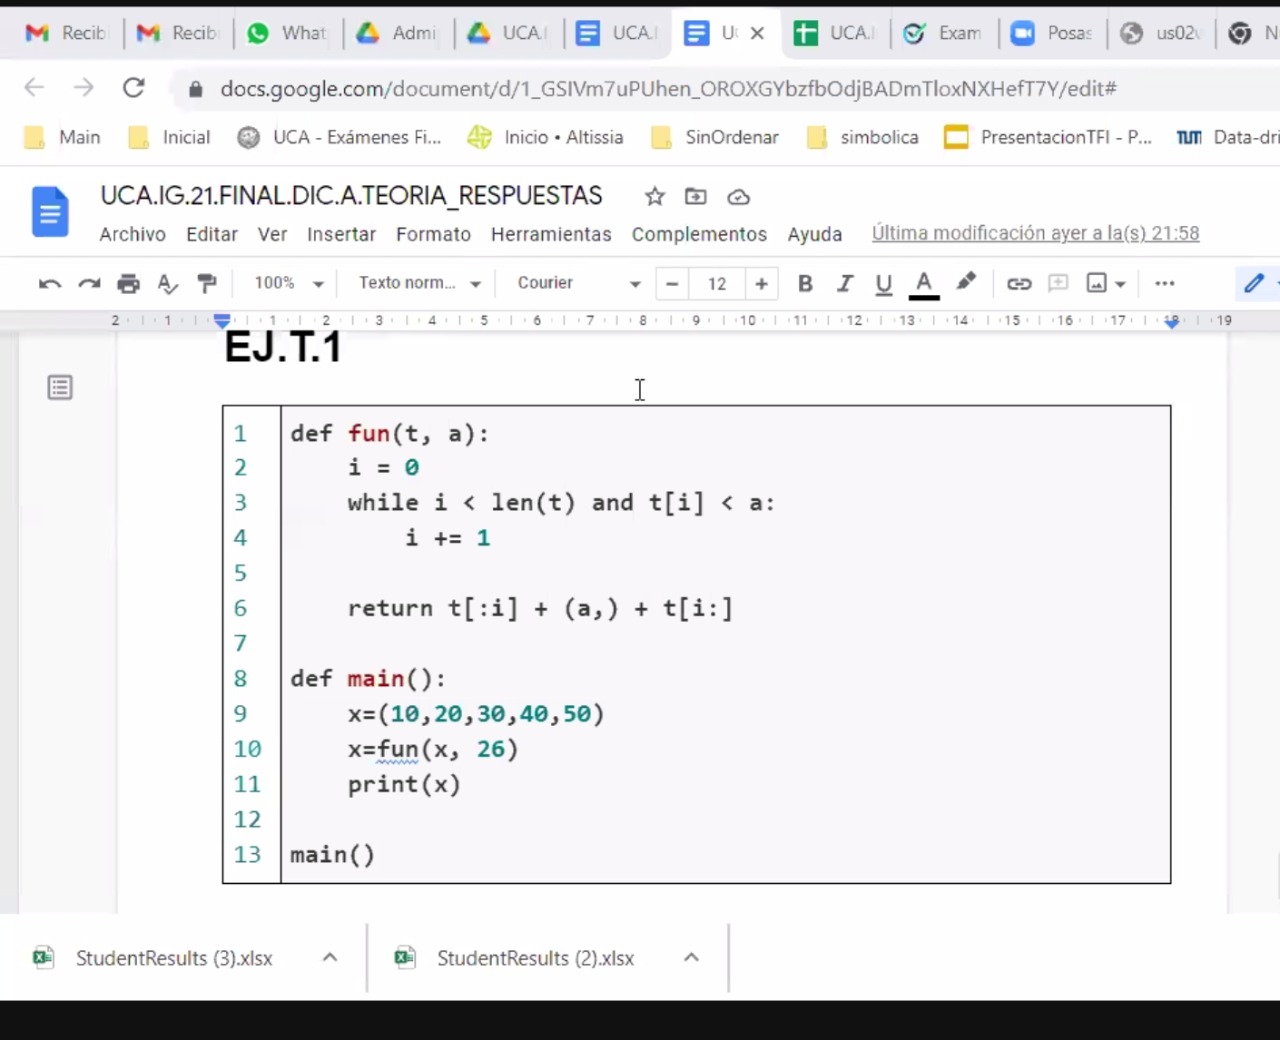 Recib Recib What Admi UCA. UCA. U UCA. Exam Posas us02 N
docs.google.com/document/d/1_GSIVm7uPUhen_OROXGYbzfbOdjBADmTloxNXHefT7Y/edit#
Main Inicial UCA - Exámenes Fi... Inicio • Altissia SinOrdenar simbolica PresentacionTFI - P... TUT Data-dri
UCA.IG.21.FINAL.DIC.A.TEORIA_RESPUESTAS
Archivo Editar Ver Insertar Formato Herramientas Complementos Ayuda Última modificación ayer a la(s) 21:58
100% Texto norm... Courier − 12 + B I U A ...
2 1 1 2 3 4 5 6 7 8 9 10 11 12 13 14 15 16 17 18 19
EJ.T.1
1 def fun(t, a):
2 i = 0
3 while i < len(t) and t[i] < a:
4 i += 1
5
6 return t[:i] + (a,) + t[i:]
7
8 def main():
9 x=(10,20,30,40,50)
10 x=fun(x, 26)
11 print(x)
12
13 main()
StudentResults (3).xlsx StudentResults (2).xlsx